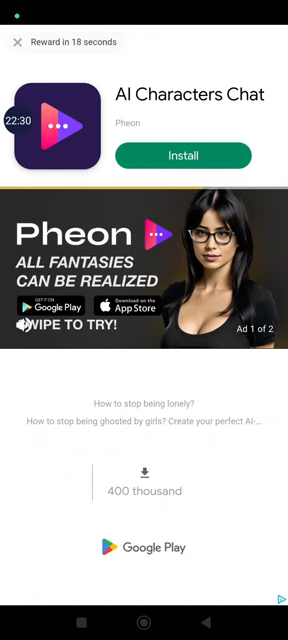 Reward in 18 seconds
AI Characters Chat
22:30
Pheon
Install
Pheon
ALL FANTASIES
CAN BE REALIZED
GET IT ON
Google Play
Download on the
App Store
WIPE TO TRY!
Ad 1 of 2
How to stop being lonely?
How to stop being ghosted by girls? Create your perfect AI-...
400 thousand
Google Play